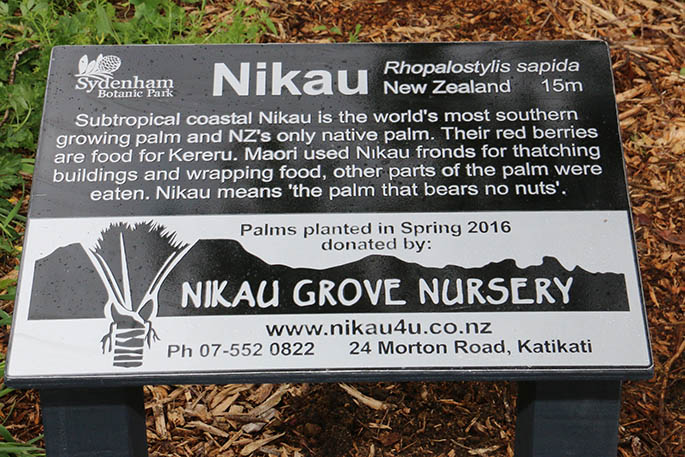 Sydenham
Botanic Park
Nikau
Rhopalostylis sapida
New Zealand 15m
Subtropical coastal Nikau is the world's most southern
growing palm and NZ's only native palm. Their red berries
are food for Kereru. Maori used Nikau fronds for thatching
buildings and wrapping food, other parts of the palm were
eaten. Nikau means 'the palm that bears no nuts'.
Palms planted in Spring 2016
donated by:
NIKAU GROVE NURSERY
www.nikau4u.co.nz
Ph 07-552 0822 24 Morton Road, Katikati